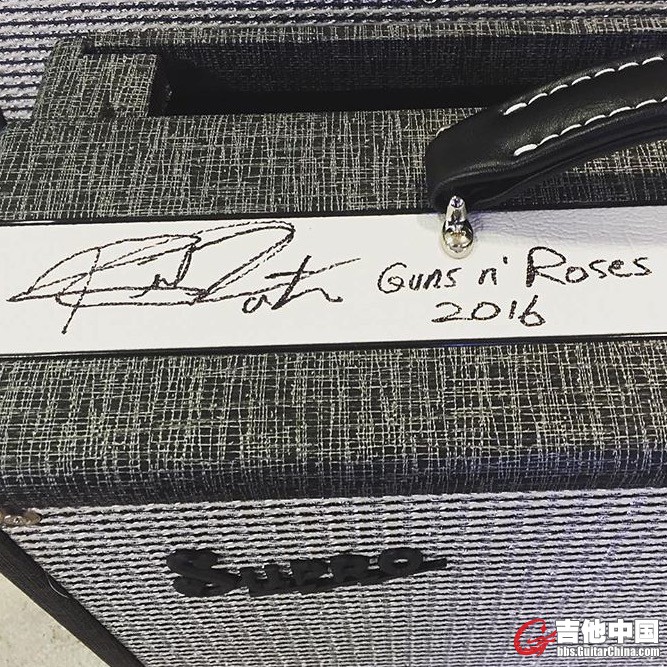 Guns n' Roses
2016
SUPRO
吉他中国
bbs.GuitarChina.com